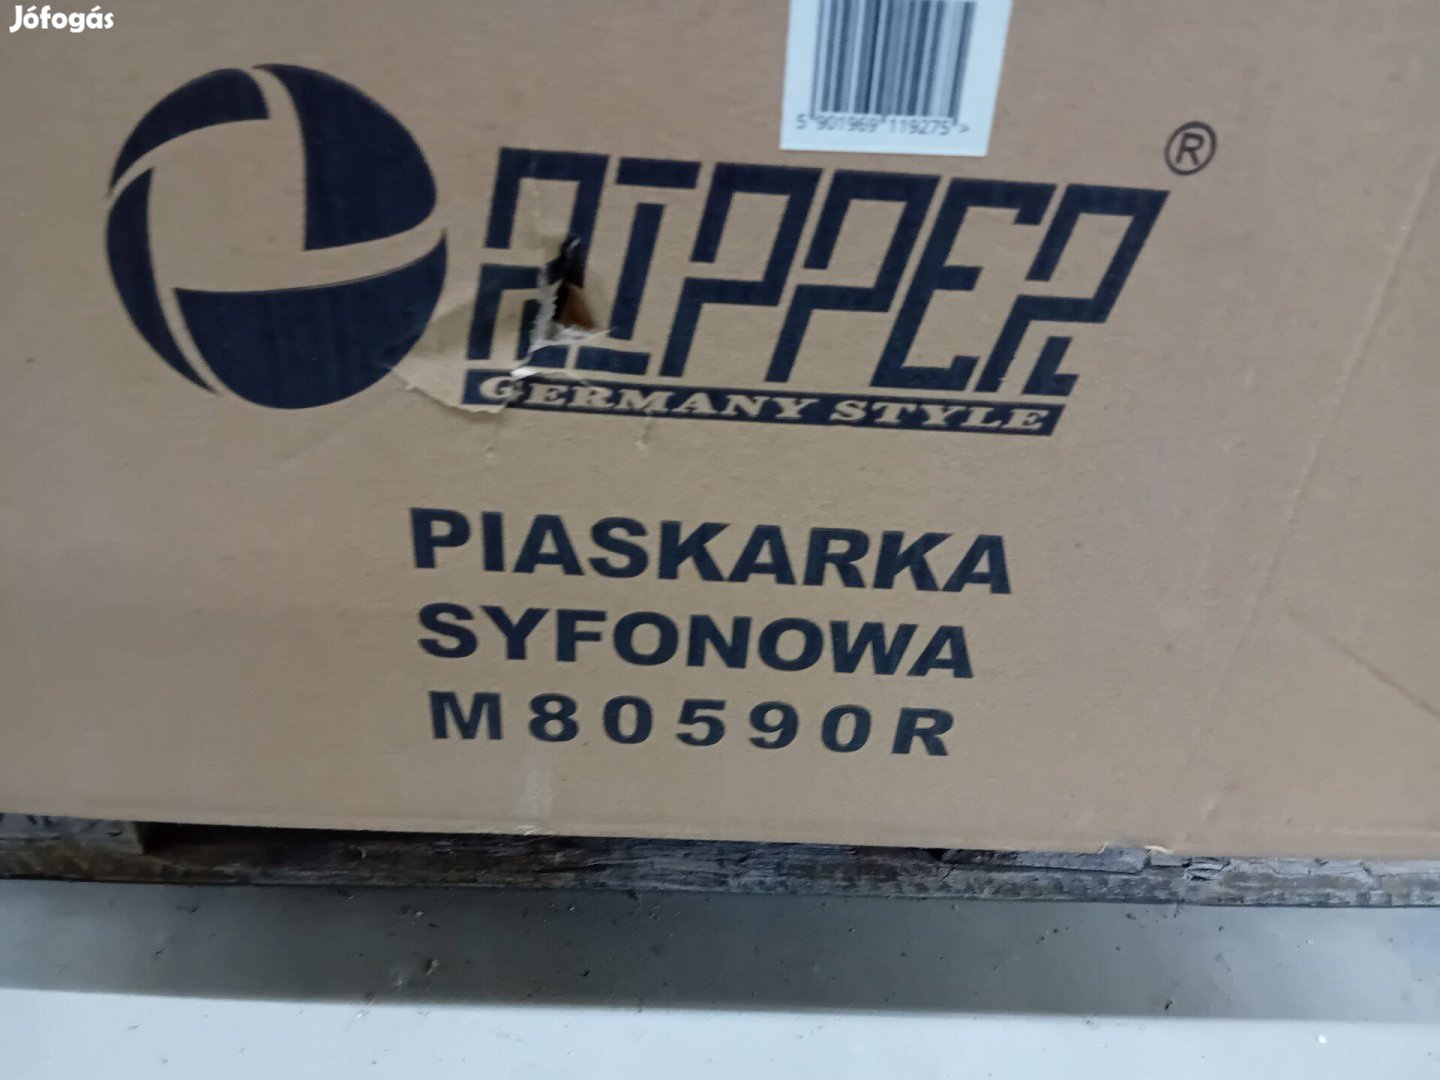 Jófogás
5 901969 119275 >
RIPPER ®
GERMANY STYLE
PIASKARKA
SYFONOWA
M80590R